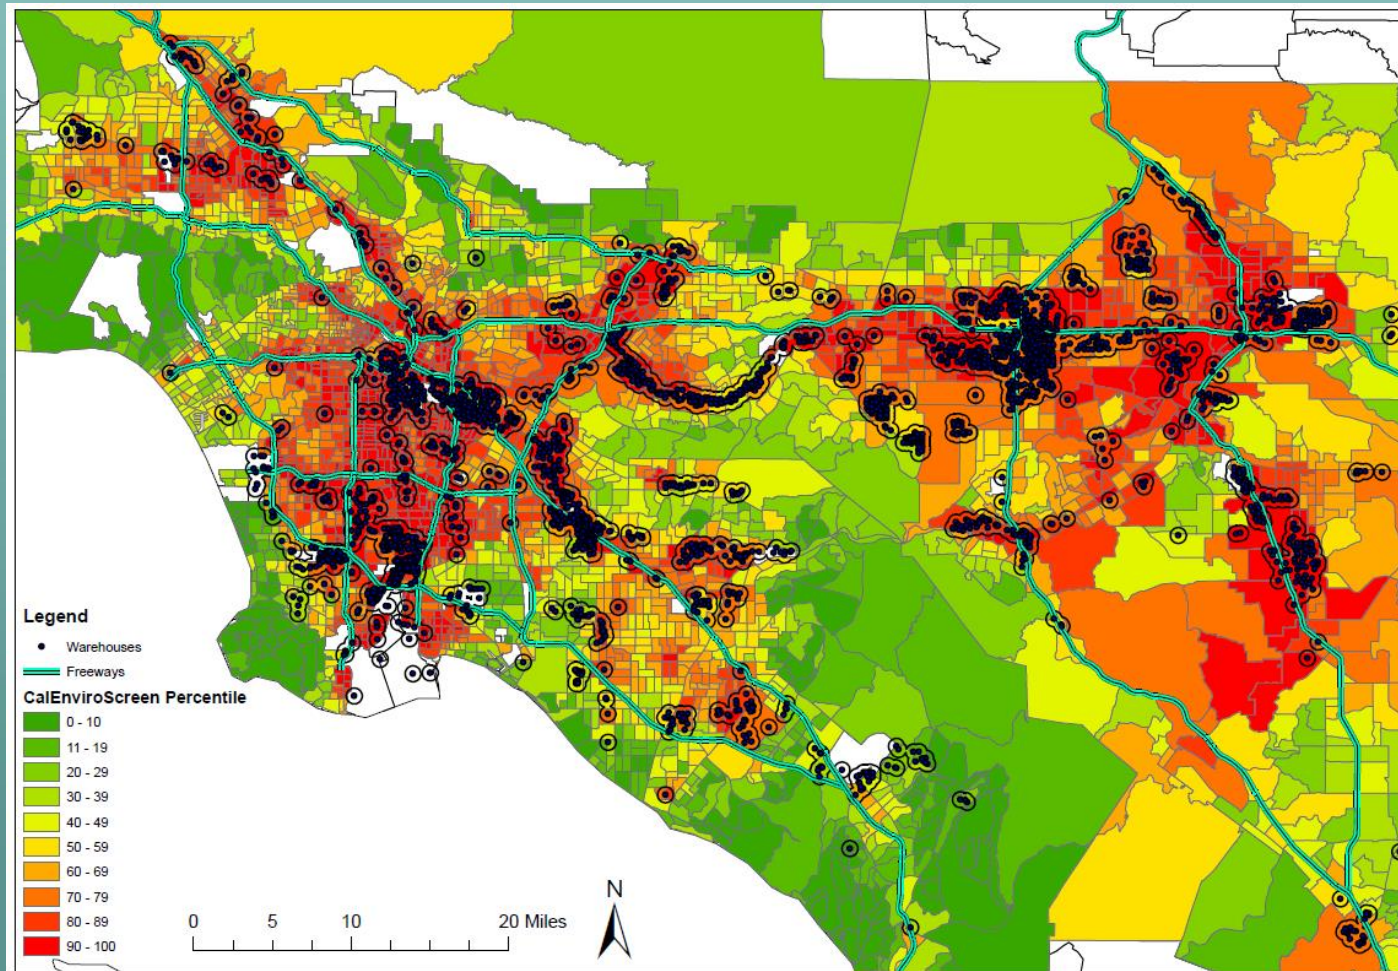 Legend
Warehouses
Freeways
CalEnviroScreen Percentile
0 - 10
11 - 19
20 - 29
30 - 39
40 - 49
50 - 59
60 - 69
70 - 79
80 - 89
90 - 100
0 5 10 20 Miles
N